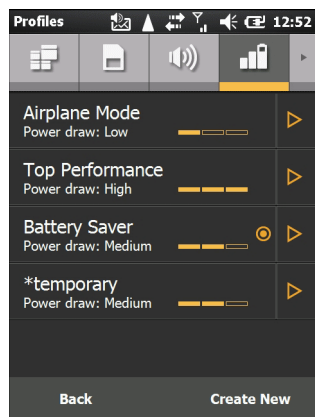 Profiles 12:52
Airplane Mode
Power draw: Low
Top Performance
Power draw: High
Battery Saver
Power draw: Medium
*temporary
Power draw: Medium
Back Create New